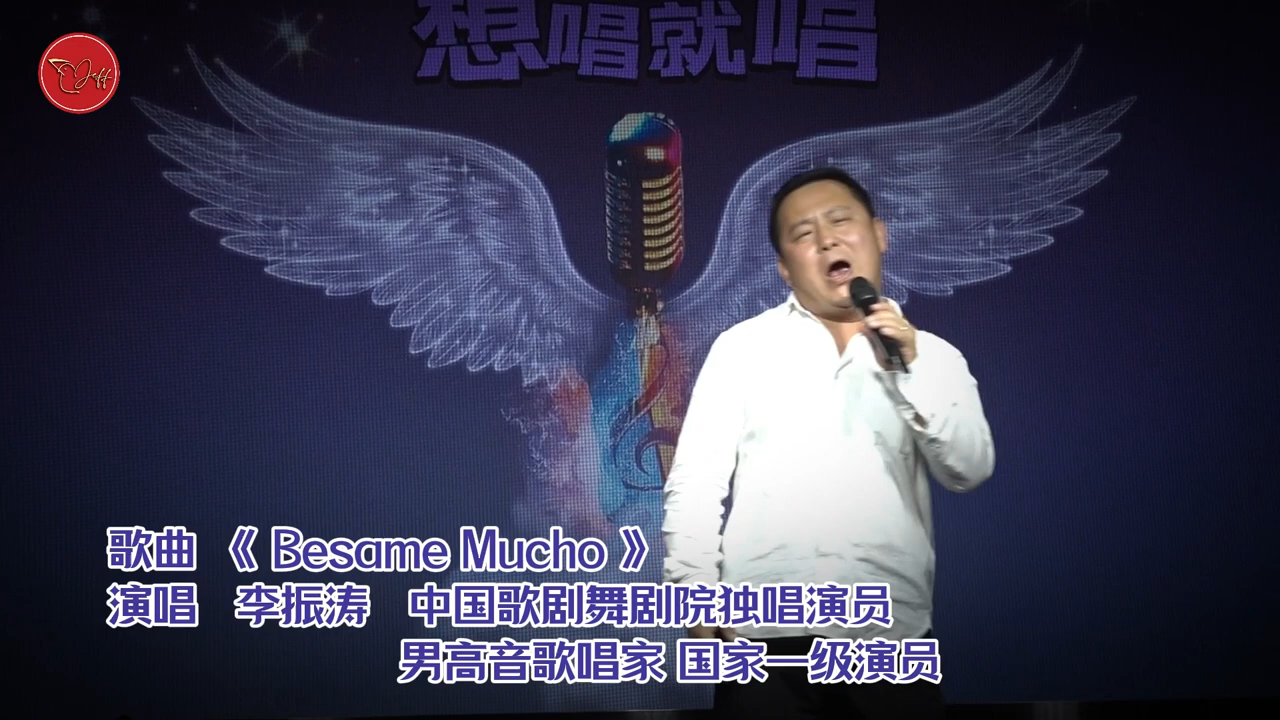 想唱就唱
Jeff
歌曲 《 Besame Mucho 》
演唱 李振涛 中国歌剧舞剧院独唱演员
男高音歌唱家 国家一级演员